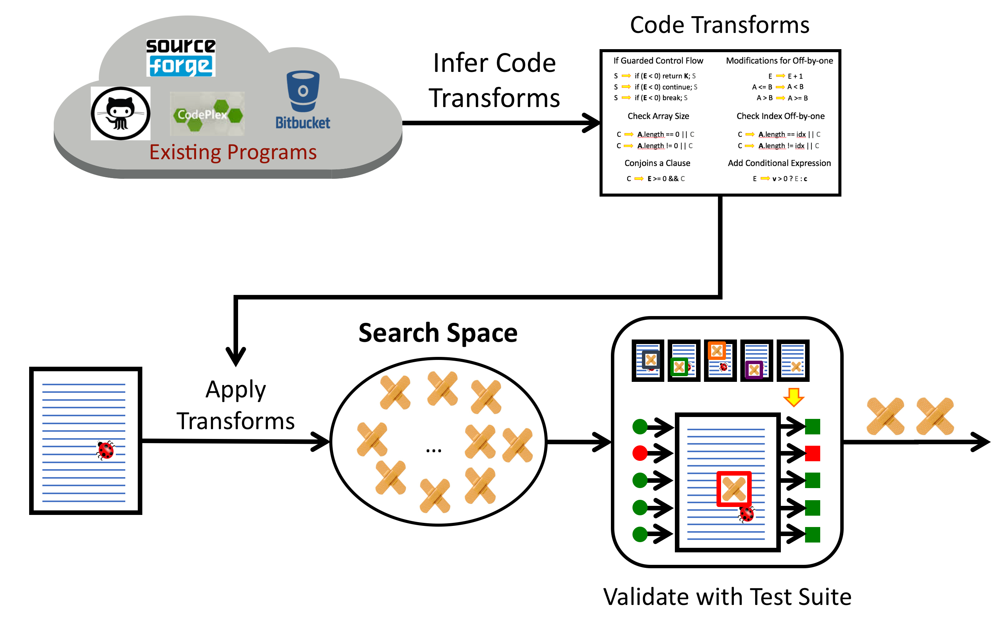 source
forge
CodePlex
Bitbucket
Existing Programs
Infer Code
Transforms
Code Transforms
If Guarded Control Flow
S if (E < 0) return K; S
S if (E < 0) continue; S
S if (E < 0) break; S
Modifications for Off-by-one
E E + 1
A <= B A < B
A > B A >= B
Check Array Size
C A.length == 0 || C
C A.length != 0 || C
Check Index Off-by-one
C A.length == idx || C
C A.length != idx || C
Conjoins a Clause
C E >= 0 && C
Add Conditional Expression
E v > 0 ? E : c
Apply
Transforms
Search Space
...
Validate with Test Suite